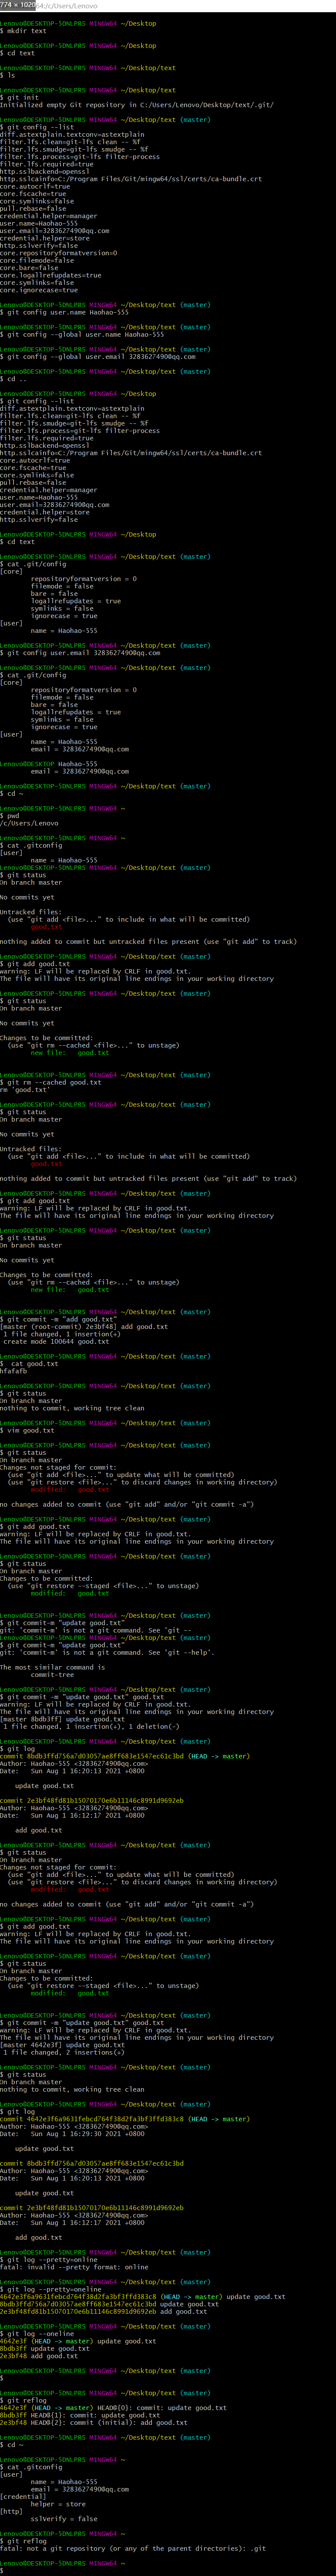 774 × 1020
64:/c/Users/Lenovo
Lenovo@DESKTOP-5DNLPRS MINGW64 ~/Desktop
$ mkdir text
Lenovo@DESKTOP-5DNLPRS MINGW64 ~/Desktop
$ cd text
Lenovo@DESKTOP-5DNLPRS MINGW64 ~/Desktop/text
$ ls
Lenovo@DESKTOP-5DNLPRS MINGW64 ~/Desktop/text
$ git init
Initialized empty Git repository in C:/Users/Lenovo/Desktop/text/.git/
Lenovo@DESKTOP-5DNLPRS MINGW64 ~/Desktop/text (master)
$ git config --list
diff.astextplain.textconv=astextplain
filter.lfs.clean=git-lfs clean -- %f
filter.lfs.smudge=git-lfs smudge -- %f
filter.lfs.process=git-lfs filter-process
filter.lfs.required=true
http.sslbackend=openssl
http.sslcainfo=C:/Program Files/Git/mingw64/ssl/certs/ca-bundle.crt
core.autocrlf=true
core.fscache=true
core.symlinks=false
pull.rebase=false
credential.helper=manager
user.name=Haohao-555
user.email=328362749@qq.com
credential.helper=store
http.sslverify=false
core.repositoryformatversion=0
core.filemode=false
core.bare=false
core.logallrefupdates=true
core.symlinks=false
core.ignorecase=true
Lenovo@DESKTOP-5DNLPRS MINGW64 ~/Desktop/text (master)
$ git config user.name Haohao-555
Lenovo@DESKTOP-5DNLPRS MINGW64 ~/Desktop/text (master)
$ git config --global user.name Haohao-555
Lenovo@DESKTOP-5DNLPRS MINGW64 ~/Desktop/text (master)
$ git config --global user.email 328362749@qq.com
Lenovo@DESKTOP-5DNLPRS MINGW64 ~/Desktop/text (master)
$ cd ..
Lenovo@DESKTOP-5DNLPRS MINGW64 ~/Desktop
$ git config --list
diff.astextplain.textconv=astextplain
filter.lfs.clean=git-lfs clean -- %f
filter.lfs.smudge=git-lfs smudge -- %f
filter.lfs.process=git-lfs filter-process
filter.lfs.required=true
http.sslbackend=openssl
http.sslcainfo=C:/Program Files/Git/mingw64/ssl/certs/ca-bundle.crt
core.autocrlf=true
core.fscache=true
core.symlinks=false
pull.rebase=false
credential.helper=manager
user.name=Haohao-555
user.email=328362749@qq.com
credential.helper=store
http.sslverify=false
Lenovo@DESKTOP-5DNLPRS MINGW64 ~/Desktop
$ cd text
Lenovo@DESKTOP-5DNLPRS MINGW64 ~/Desktop/text (master)
$ cat .git/config
[core]
repositoryformatversion = 0
filemode = false
bare = false
logallrefupdates = true
symlinks = false
ignorecase = true
[user]
name = Haohao-555
Lenovo@DESKTOP-5DNLPRS MINGW64 ~/Desktop/text (master)
$ git config user.email 328362749@qq.com
Lenovo@DESKTOP-5DNLPRS MINGW64 ~/Desktop/text (master)
$ cat .git/config
[core]
repositoryformatversion = 0
filemode = false
bare = false
logallrefupdates = true
symlinks = false
ignorecase = true
[user]
name = Haohao-555
email = 328362749@qq.com
Lenovo@DESKTOP Haohao-555
email = 328362749@qq.com
Lenovo@DESKTOP-5DNLPRS MINGW64 ~/Desktop/text (master)
$ cd ~
Lenovo@DESKTOP-5DNLPRS MINGW64 ~
$ pwd
/c/Users/Lenovo
Lenovo@DESKTOP-5DNLPRS MINGW64 ~
$ cat .gitconfig
[user]
name = Haohao-555
Lenovo@DESKTOP-5DNLPRS MINGW64 ~/Desktop/text (master)
$ git status
On branch master
No commits yet
Untracked files:
(use "git add <file>..." to include in what will be committed)
good.txt
nothing added to commit but untracked files present (use "git add" to track)
Lenovo@DESKTOP-5DNLPRS MINGW64 ~/Desktop/text (master)
$ git add good.txt
warning: LF will be replaced by CRLF in good.txt.
The file will have its original line endings in your working directory
Lenovo@DESKTOP-5DNLPRS MINGW64 ~/Desktop/text (master)
$ git status
On branch master
No commits yet
Changes to be committed:
(use "git rm --cached <file>..." to unstage)
new file:   good.txt
Lenovo@DESKTOP-5DNLPRS MINGW64 ~/Desktop/text (master)
$ git rm --cached good.txt
rm 'good.txt'
Lenovo@DESKTOP-5DNLPRS MINGW64 ~/Desktop/text (master)
$ git status
On branch master
No commits yet
Untracked files:
(use "git add <file>..." to include in what will be committed)
good.txt
nothing added to commit but untracked files present (use "git add" to track)
Lenovo@DESKTOP-5DNLPRS MINGW64 ~/Desktop/text (master)
$ git add good.txt
warning: LF will be replaced by CRLF in good.txt.
The file will have its original line endings in your working directory
Lenovo@DESKTOP-5DNLPRS MINGW64 ~/Desktop/text (master)
$ git status
On branch master
No commits yet
Changes to be committed:
(use "git rm --cached <file>..." to unstage)
new file:   good.txt
Lenovo@DESKTOP-5DNLPRS MINGW64 ~/Desktop/text (master)
$ git commit -m "add good.txt"
[master (root-commit) 2e3bf48] add good.txt
1 file changed, 1 insertion(+)
create mode 100644 good.txt
Lenovo@DESKTOP-5DNLPRS MINGW64 ~/Desktop/text (master)
$  cat good.txt
hfafafb
Lenovo@DESKTOP-5DNLPRS MINGW64 ~/Desktop/text (master)
$ git status
On branch master
nothing to commit, working tree clean
Lenovo@DESKTOP-5DNLPRS MINGW64 ~/Desktop/text (master)
$ vim good.txt
Lenovo@DESKTOP-5DNLPRS MINGW64 ~/Desktop/text (master)
$ git status
On branch master
Changes not staged for commit:
(use "git add <file>..." to update what will be committed)
(use "git restore <file>..." to discard changes in working directory)
modified:   good.txt
no changes added to commit (use "git add" and/or "git commit -a")
Lenovo@DESKTOP-5DNLPRS MINGW64 ~/Desktop/text (master)
$ git add good.txt
warning: LF will be replaced by CRLF in good.txt.
The file will have its original line endings in your working directory
Lenovo@DESKTOP-5DNLPRS MINGW64 ~/Desktop/text (master)
$ git status
On branch master
Changes to be committed:
(use "git restore --staged <file>..." to unstage)
modified:   good.txt
Lenovo@DESKTOP-5DNLPRS MINGW64 ~/Desktop/text (master)
$ git commit-m "update good.txt"
git: 'commit-m' is not a git command. See 'git --
Lenovo@DESKTOP-5DNLPRS MINGW64 ~/Desktop/text (master)
$ git commit-m "update good.txt"
git: 'commit-m' is not a git command. See 'git --help'.
The most similar command is
commit-tree
Lenovo@DESKTOP-5DNLPRS MINGW64 ~/Desktop/text (master)
$ git commit -m "update good.txt" good.txt
warning: LF will be replaced by CRLF in good.txt.
The file will have its original line endings in your working directory
[master 8bdb3ff] update good.txt
1 file changed, 1 insertion(+), 1 deletion(-)
Lenovo@DESKTOP-5DNLPRS MINGW64 ~/Desktop/text (master)
$ git log
commit 8bdb3ffd756a7d03057ae8ff683e1547ec61c3bd (HEAD -> master)
Author: Haohao-555 <328362749@qq.com>
Date:   Sun Aug 1 16:20:13 2021 +0800
update good.txt
commit 2e3bf48fd81b15070170e6b11146c8991d9692eb
Author: Haohao-555 <328362749@qq.com>
Date:   Sun Aug 1 16:12:17 2021 +0800
add good.txt
Lenovo@DESKTOP-5DNLPRS MINGW64 ~/Desktop/text (master)
$ git status
On branch master
Changes not staged for commit:
(use "git add <file>..." to update what will be committed)
(use "git restore <file>..." to discard changes in working directory)
modified:   good.txt
no changes added to commit (use "git add" and/or "git commit -a")
Lenovo@DESKTOP-5DNLPRS MINGW64 ~/Desktop/text (master)
$ git add good.txt
warning: LF will be replaced by CRLF in good.txt.
The file will have its original line endings in your working directory
Lenovo@DESKTOP-5DNLPRS MINGW64 ~/Desktop/text (master)
$ git status
On branch master
Changes to be committed:
(use "git restore --staged <file>..." to unstage)
modified:   good.txt
Lenovo@DESKTOP-5DNLPRS MINGW64 ~/Desktop/text (master)
$ git commit -m "update good.txt" good.txt
warning: LF will be replaced by CRLF in good.txt.
The file will have its original line endings in your working directory
[master 4642e3f] update good.txt
1 file changed, 2 insertions(+)
Lenovo@DESKTOP-5DNLPRS MINGW64 ~/Desktop/text (master)
$ git status
On branch master
nothing to commit, working tree clean
Lenovo@DESKTOP-5DNLPRS MINGW64 ~/Desktop/text (master)
$ git log
commit 4642e3f6a9631febcd764f38d2fa3bf3ffd383c8 (HEAD -> master)
Author: Haohao-555 <328362749@qq.com>
Date:   Sun Aug 1 16:29:30 2021 +0800
update good.txt
commit 8bdb3ffd756a7d03057ae8ff683e1547ec61c3bd
Author: Haohao-555 <328362749@qq.com>
Date:   Sun Aug 1 16:20:13 2021 +0800
update good.txt
commit 2e3bf48fd81b15070170e6b11146c8991d9692eb
Author: Haohao-555 <328362749@qq.com>
Date:   Sun Aug 1 16:12:17 2021 +0800
add good.txt
Lenovo@DESKTOP-5DNLPRS MINGW64 ~/Desktop/text (master)
$ git log --pretty=online
fatal: invalid --pretty format: online
Lenovo@DESKTOP-5DNLPRS MINGW64 ~/Desktop/text (master)
$ git log --pretty=oneline
4642e3f6a9631febcd764f38d2fa3bf3ffd383c8 (HEAD -> master) update good.txt
8bdb3ffd756a7d03057ae8ff683e1547ec61c3bd update good.txt
2e3bf48fd81b15070170e6b11146c8991d9692eb add good.txt
Lenovo@DESKTOP-5DNLPRS MINGW64 ~/Desktop/text (master)
$ git log --oneline
4642e3f (HEAD -> master) update good.txt
8bdb3ff update good.txt
2e3bf48 add good.txt
Lenovo@DESKTOP-5DNLPRS MINGW64 ~/Desktop/text (master)
$
Lenovo@DESKTOP-5DNLPRS MINGW64 ~/Desktop/text (master)
$ git reflog
4642e3f (HEAD -> master) HEAD@{0}: commit: update good.txt
8bdb3ff HEAD@{1}: commit: update good.txt
2e3bf48 HEAD@{2}: commit (initial): add good.txt
Lenovo@DESKTOP-5DNLPRS MINGW64 ~/Desktop/text (master)
$ cd ~
Lenovo@DESKTOP-5DNLPRS MINGW64 ~
$ cat .gitconfig
[user]
name = Haohao-555
email = 328362749@qq.com
[credential]
helper = store
[http]
sslVerify = false
Lenovo@DESKTOP-5DNLPRS MINGW64 ~
$ git reflog
fatal: not a git repository (or any of the parent directories): .git
Lenovo@DESKTOP-5DNLPRS MINGW64 ~
$